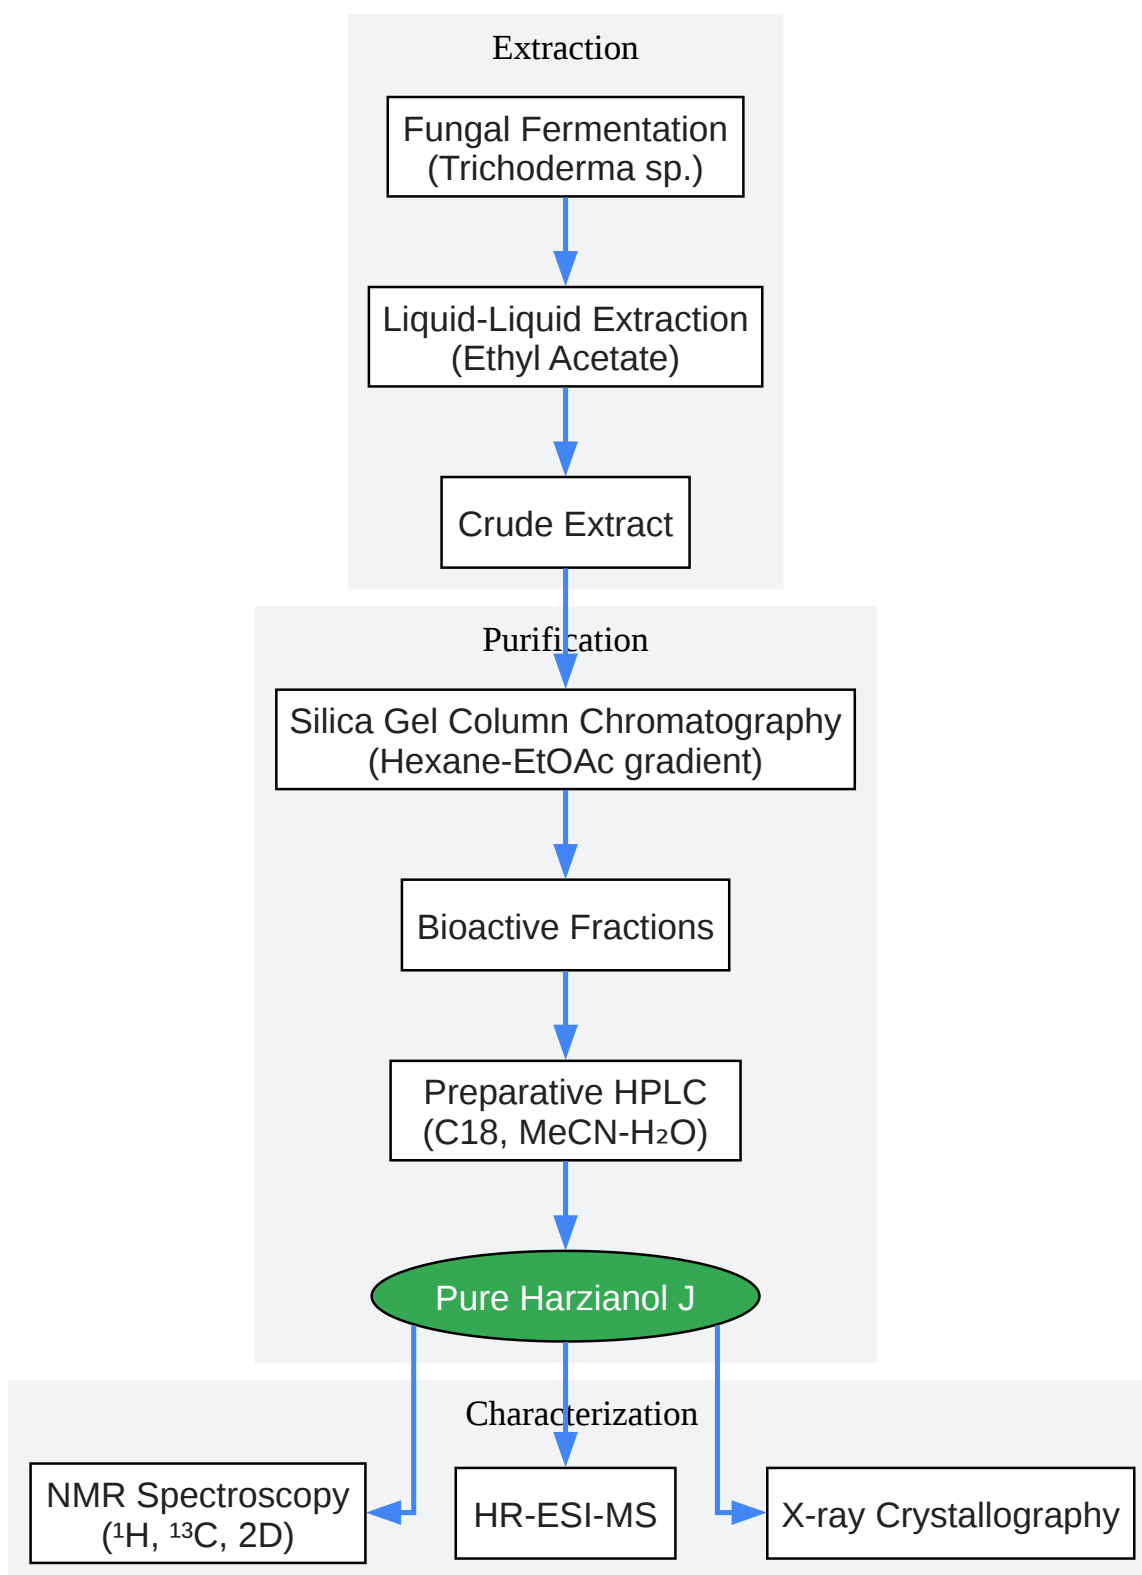 Extraction
Fungal Fermentation
(Trichoderma sp.)
Liquid-Liquid Extraction
(Ethyl Acetate)
Crude Extract
Purification
Silica Gel Column Chromatography
(Hexane-EtOAc gradient)
Bioactive Fractions
Preparative HPLC
(C18, MeCN-H₂O)
Pure Harzianol J
Characterization
NMR Spectroscopy
(¹H, ¹³C, 2D)
HR-ESI-MS
X-ray Crystallography